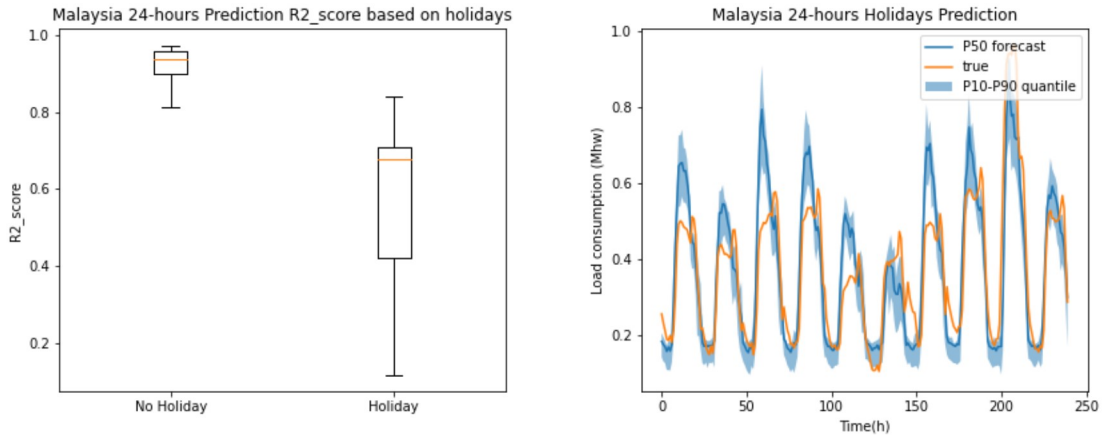 Malaysia 24-hours Prediction R2_score based on holidays
1.0
0.8
0.6
0.4
0.2
R2_score
No Holiday
Holiday
Malaysia 24-hours Holidays Prediction
1.0
0.8
0.6
0.4
0.2
Load consumption (Mhw)
P50 forecast
true
P10-P90 quantile
0
50
100
150
200
250
Time(h)